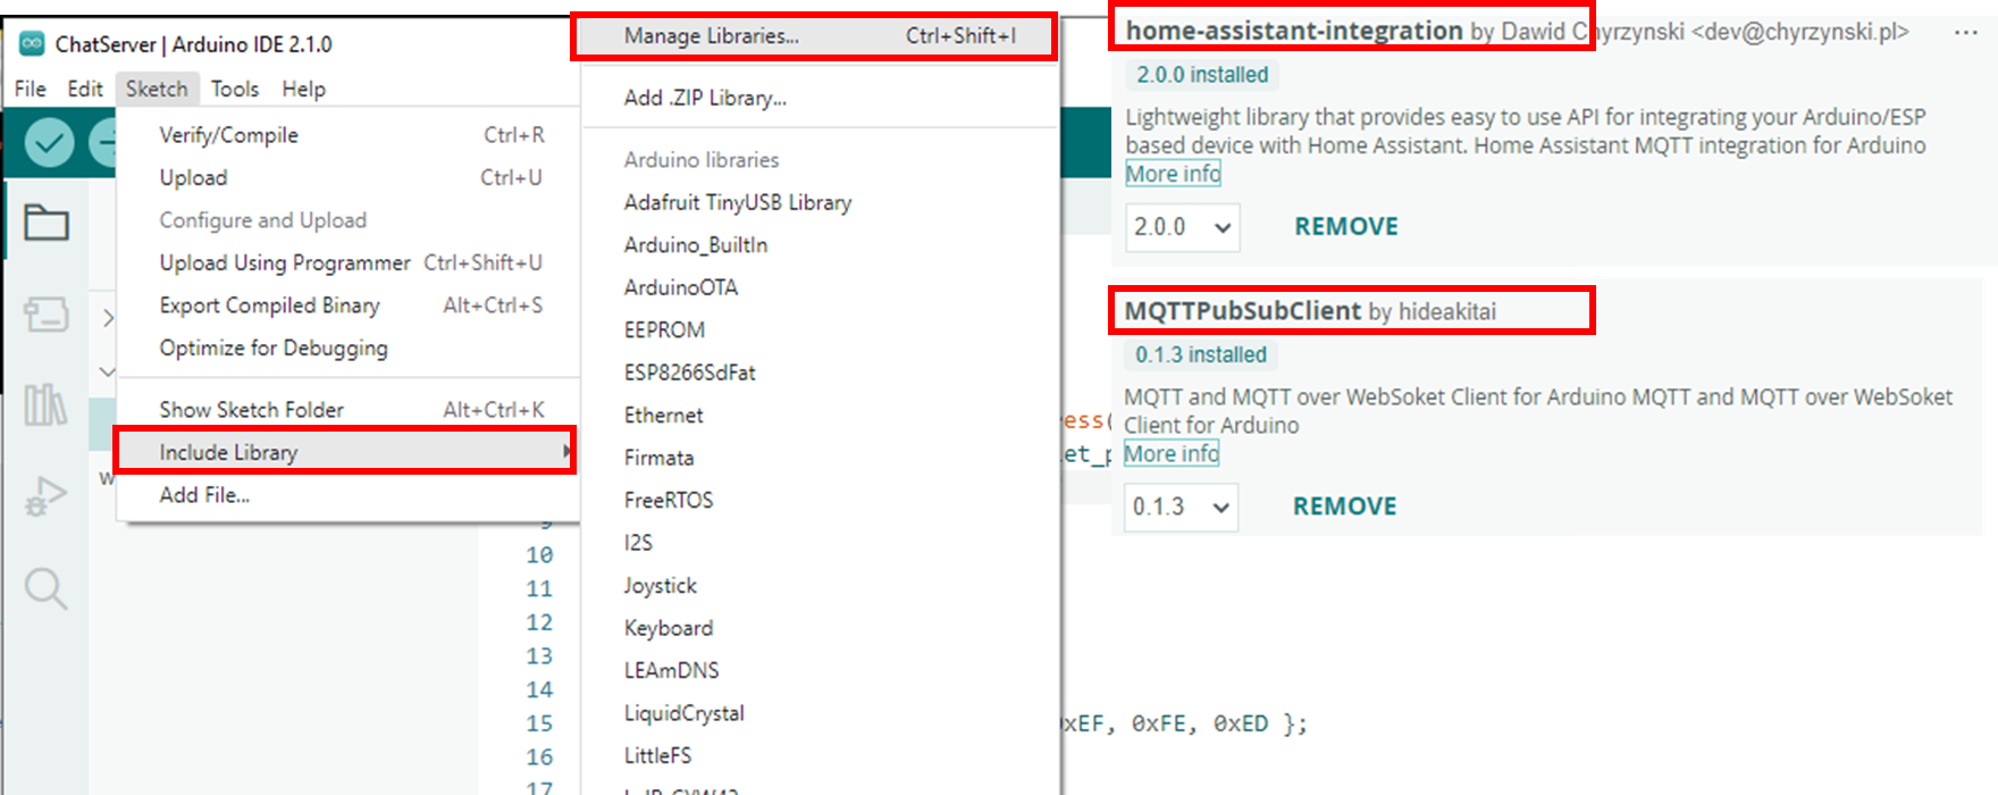 ChatServer | Arduino IDE 2.1.0
File Edit Sketch Tools Help
Verify/Compile Ctrl+R
Upload Ctrl+U
Configure and Upload
Upload Using Programmer Ctrl+Shift+U
Export Compiled Binary Alt+Ctrl+S
Optimize for Debugging
Show Sketch Folder Alt+Ctrl+K
Include Library
Add File...
Manage Libraries... Ctrl+Shift+I
Add .ZIP Library...
Arduino libraries
Adafruit TinyUSB Library
Arduino_BuiltIn
ArduinoOTA
EEPROM
ESP8266SdFat
Ethernet
Firmata
FreeRTOS
I2S
Joystick
Keyboard
LEAmDNS
LiquidCrystal
LittleFS
ess(
et_p
9
10
11
12
13
14
15 xEF, 0xFE, 0xED };
16
17
home-assistant-integration by Dawid Chyrzynski <dev@chyrzynski.pl>
2.0.0 installed
Lightweight library that provides easy to use API for integrating your Arduino/ESP
based device with Home Assistant. Home Assistant MQTT integration for Arduino
More info
2.0.0 REMOVE
MQTTPubSubClient by hideakitai
0.1.3 installed
MQTT and MQTT over WebSoket Client for Arduino MQTT and MQTT over WebSoket
Client for Arduino
More info
0.1.3 REMOVE